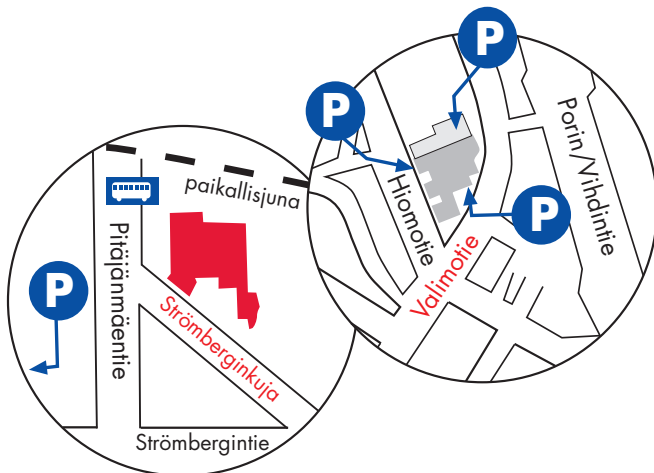 P
P
P
P
paikallisjuna
Pitäjänmäentie
Strömberginkuja
Strömbergintie
Hiomotie
Valimotie
Porin/Vihdintie